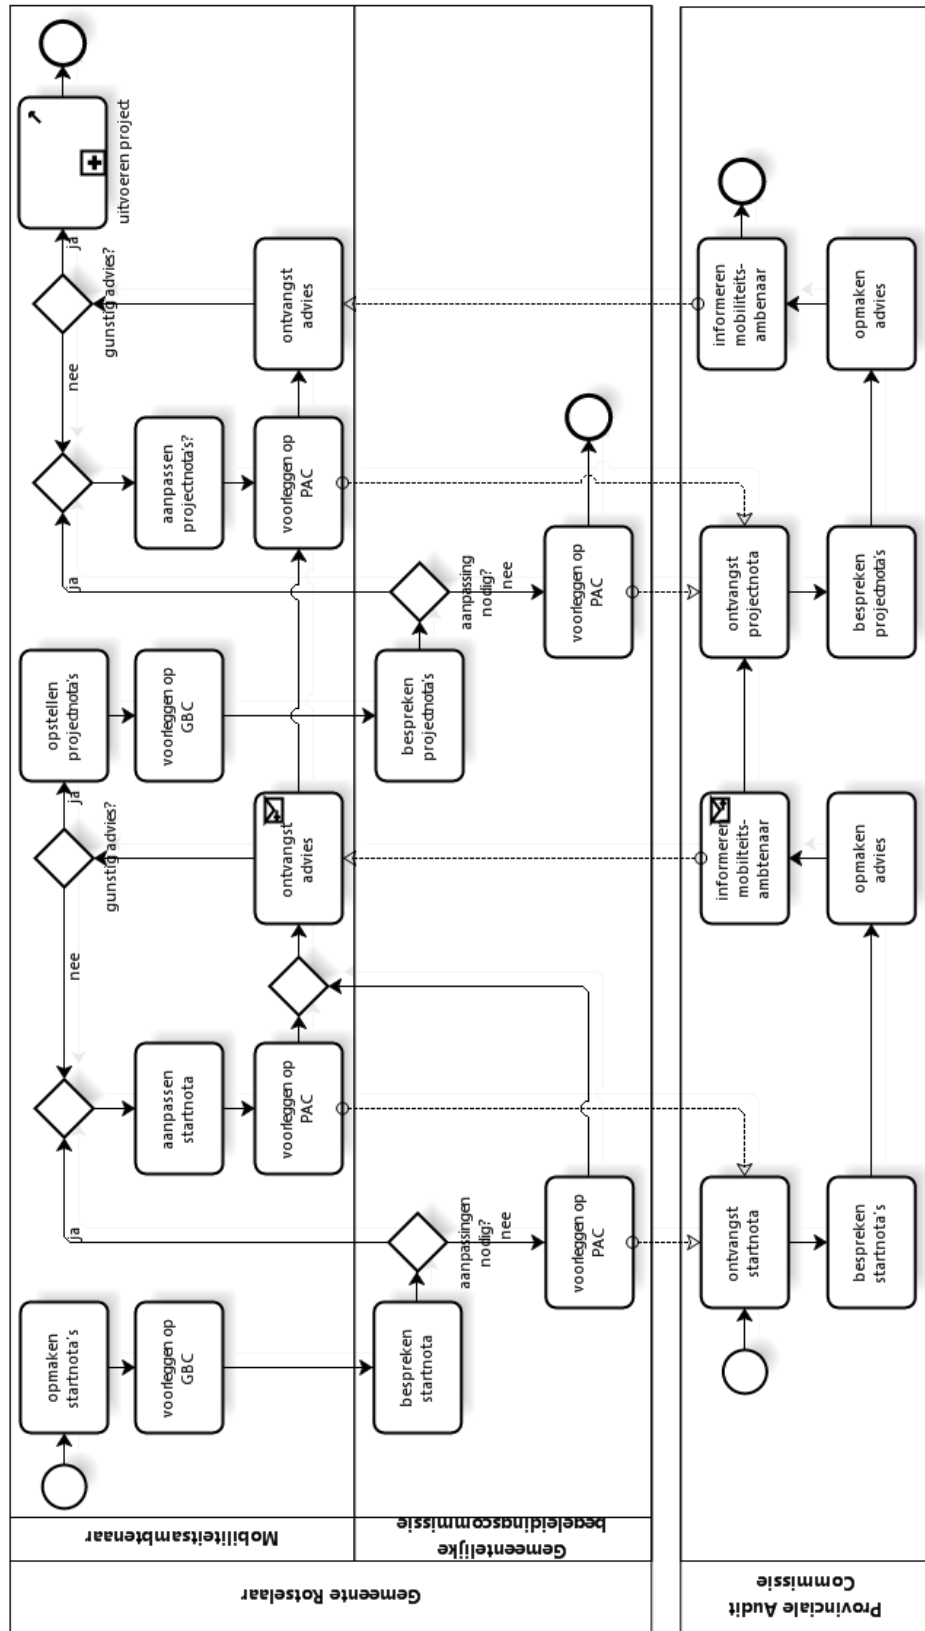 Gemeente Rotselaar
Mobiliteitsambtenaar
opmaken
startnota's
voorleggen op
GBC
ja
aanpassen
startnota
voorleggen op
PAC
nee
gunstig advies?
ja
ontvangst
advies
opstellen
projectnota's
voorleggen op
GBC
ja
aanpassen
projectnota's?
voorleggen op
PAC
nee
gunstig advies?
ja
ontvangst
advies
uitvoeren project
Gemeentelijke
begeleidingscommissie
bespreken
startnota
aanpassingen
nodig?
nee
voorleggen op
PAC
bespreken
projectnota's
aanpassing
nodig?
nee
voorleggen op
PAC
Provinciale Audit
Commissie
ontvangst
startnota
bespreken
startnota's
informeren
mobiliteits-
ambtenaar
opmaken
advies
ontvangst
projectnota
bespreken
projectnota's
informeren
mobiliteits-
ambenaar
opmaken
advies